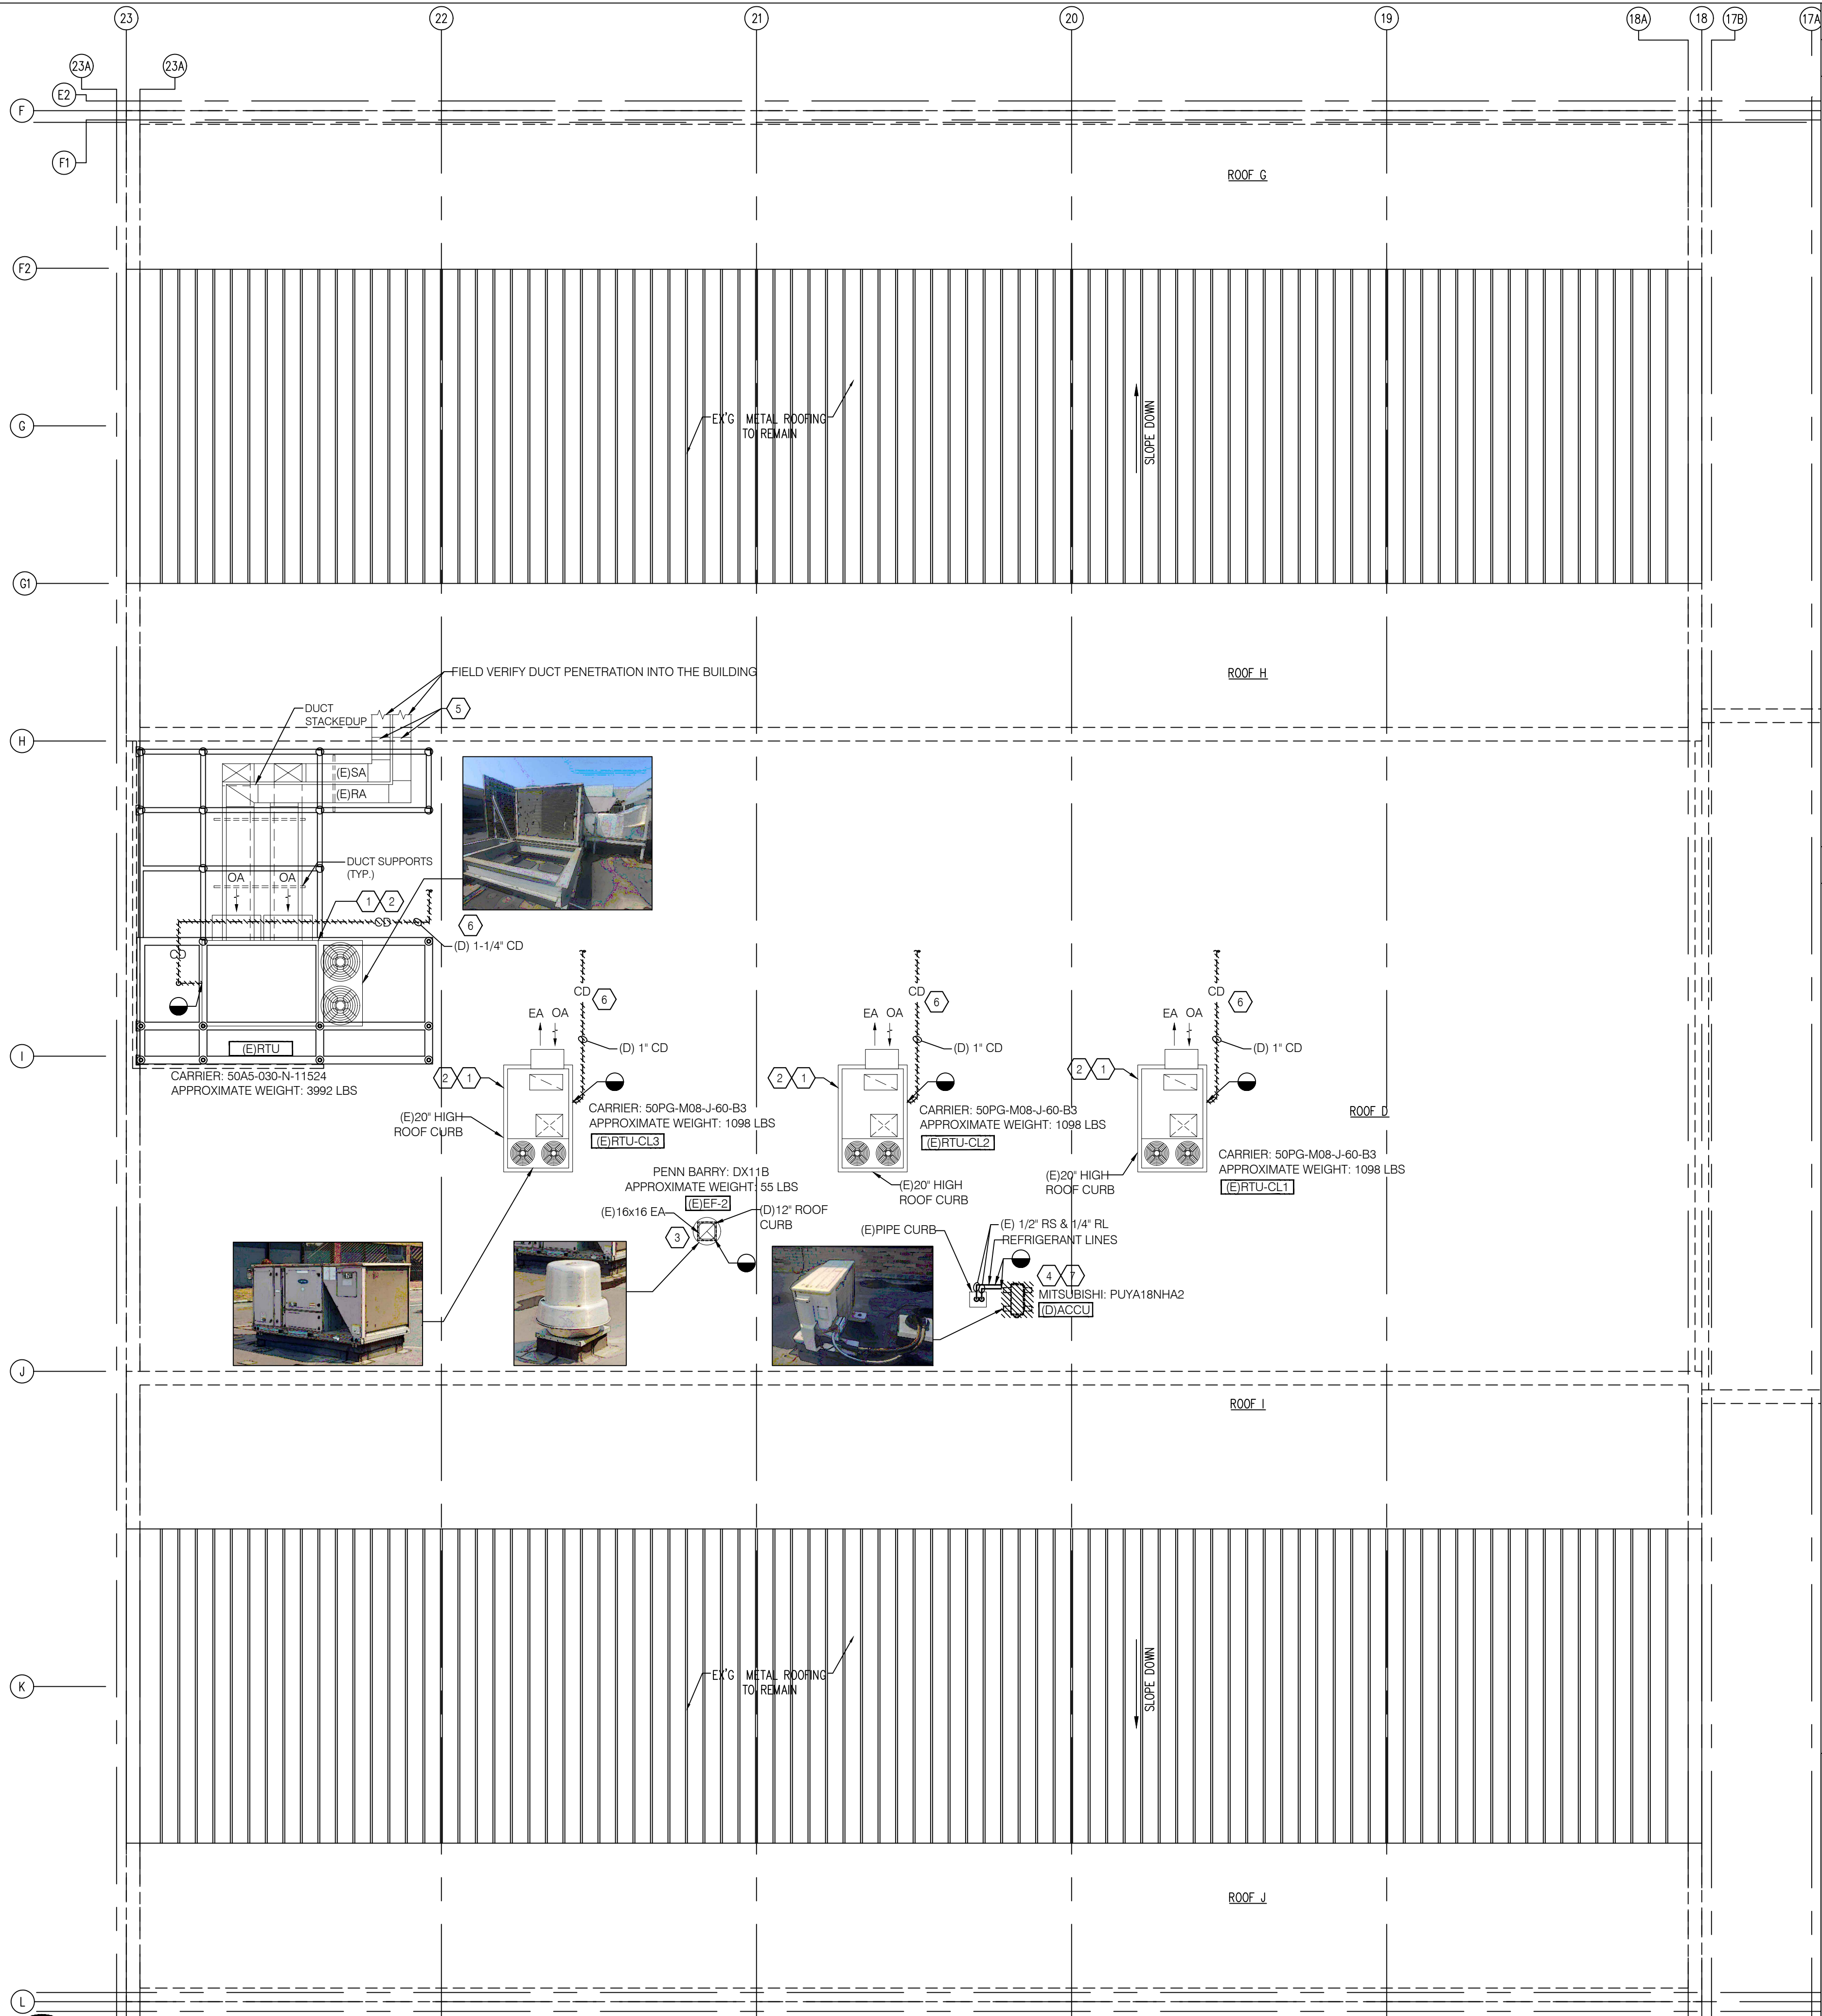 23
22
21
20
19
18A
18
17B
17A
23A
23A
E2
F
F1
ROOF G
F2
EX'G METAL ROOFING
TO REMAIN
SLOPE DOWN
G
G1
FIELD VERIFY DUCT PENETRATION INTO THE BUILDING
ROOF H
DUCT
STACKEDUP
5
H
(E)SA
(E)RA
DUCT SUPPORTS
(TYP.)
OA
OA
1
2
CD
6
(D) 1-1/4" CD
CD
(E)RTU
I
CARRIER: 50A5-030-N-11524
APPROXIMATE WEIGHT: 3992 LBS
CD
6
EA
OA
(D) 1" CD
2
1
CARRIER: 50PG-M08-J-60-B3
APPROXIMATE WEIGHT: 1098 LBS
(E)RTU-CL3
(E)20" HIGH
ROOF CURB
CD
6
EA
OA
(D) 1" CD
2
1
CARRIER: 50PG-M08-J-60-B3
APPROXIMATE WEIGHT: 1098 LBS
(E)RTU-CL2
(E)20" HIGH
ROOF CURB
CD
6
EA
OA
(D) 1" CD
2
1
ROOF D
CARRIER: 50PG-M08-J-60-B3
APPROXIMATE WEIGHT: 1098 LBS
(E)RTU-CL1
(E)20" HIGH
ROOF CURB
PENN BARRY: DX11B
APPROXIMATE WEIGHT: 55 LBS
(E)EF-2
(E)16x16 EA
(D)12" ROOF
CURB
3
(E)PIPE CURB
(E) 1/2" RS & 1/4" RL
REFRIGERANT LINES
4
7
MITSUBISHI: PUYA18NHA2
(D)ACCU
J
ROOF I
EX'G METAL ROOFING
TO REMAIN
SLOPE DOWN
K
ROOF J
L